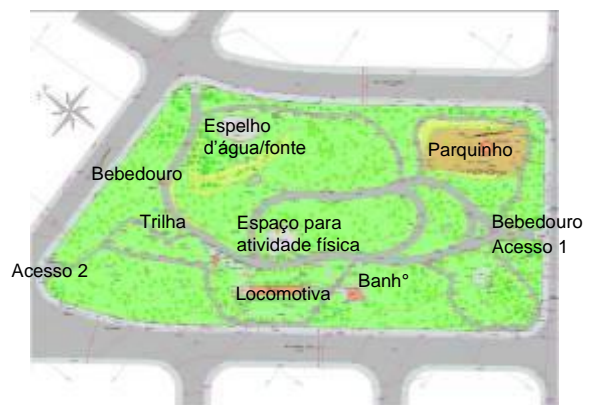 Espelho
d’água/fonte
Parquinho
Bebedouro
Trilha
Espaço para
atividade física
Bebedouro
Acesso 1
Acesso 2
Locomotiva
Banh°